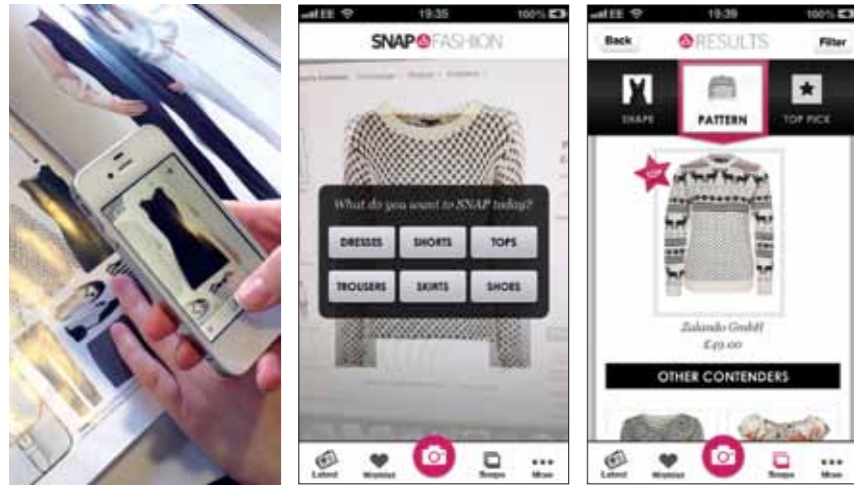 EE 19:35 100%
SNAP FASHION
What do you want to SNAP today?
DRESSES SHORTS TOPS
TROUSERS SKIRTS SHOES
Latest Wishlist Snaps More
EE 19:39 100%
Back RESULTS Filter
SHAPE PATTERN TOP PICK
TOP
Zalando GmbH
£49.00
OTHER CONTENDERS
Latest Wishlist Snaps More